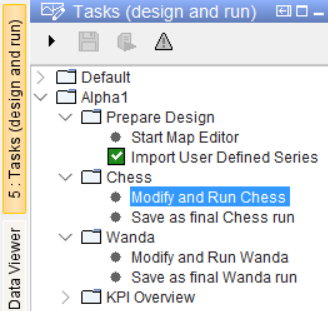 Tasks (design and run)
5 : Tasks (design and run)
Data Viewer
Default
Alpha1
Prepare Design
Start Map Editor
Import User Defined Series
Chess
Modify and Run Chess
Save as final Chess run
Wanda
Modify and Run Wanda
Save as final Wanda run
KPI Overview